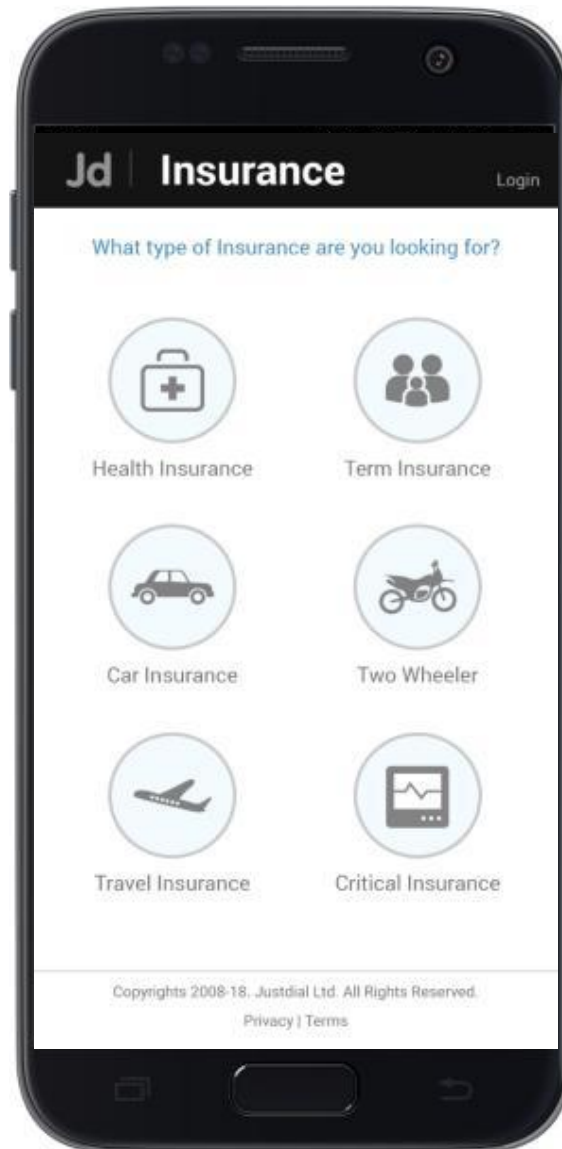 Jd | Insurance Login
What type of Insurance are you looking for?
Health Insurance Term Insurance
Car Insurance Two Wheeler
Travel Insurance Critical Insurance
Copyrights 2008-18. Justdial Ltd. All Rights Reserved.
Privacy | Terms